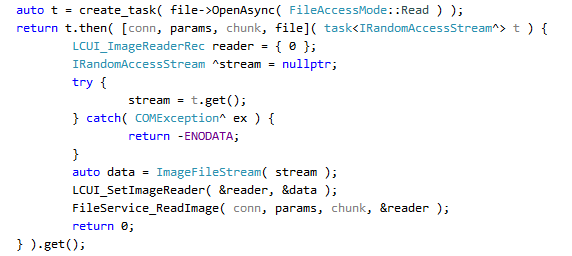 auto t = create_task( file->OpenAsync( FileAccessMode::Read ) );
return t.then( [conn, params, chunk, file]( task<IRandomAccessStream^> t ) {
        LCUI_ImageReaderRec reader = { 0 };
        IRandomAccessStream ^stream = nullptr;
        try {
                stream = t.get();
        } catch( COMException^ ex ) {
                return -ENODATA;
        }
        auto data = ImageFileStream( stream );
        LCUI_SetImageReader( &reader, &data );
        FileService_ReadImage( conn, params, chunk, &reader );
        return 0;
} ).get();